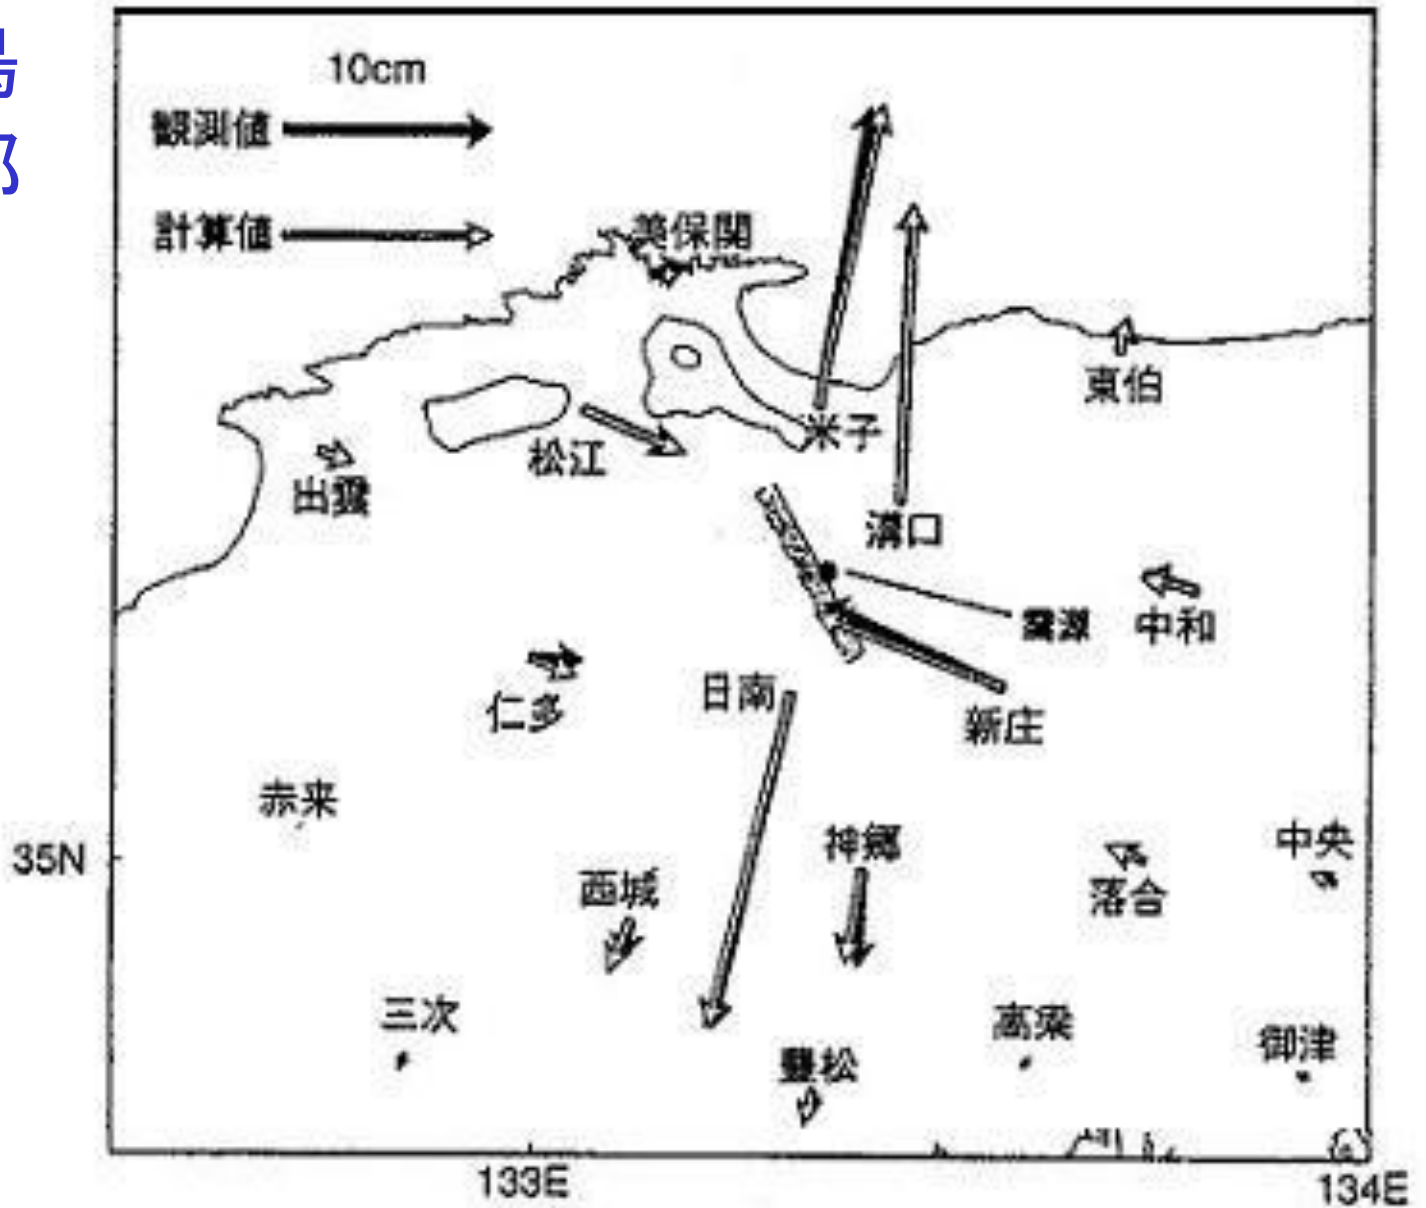 10cm
観測値
計算値
美保関
東伯
米子
松江
出雲
溝口
震源
中和
仁多
日南
新庄
赤来
35N
神郷
中央
西城
落合
三次
高梁
御津
豊松
133E
134E